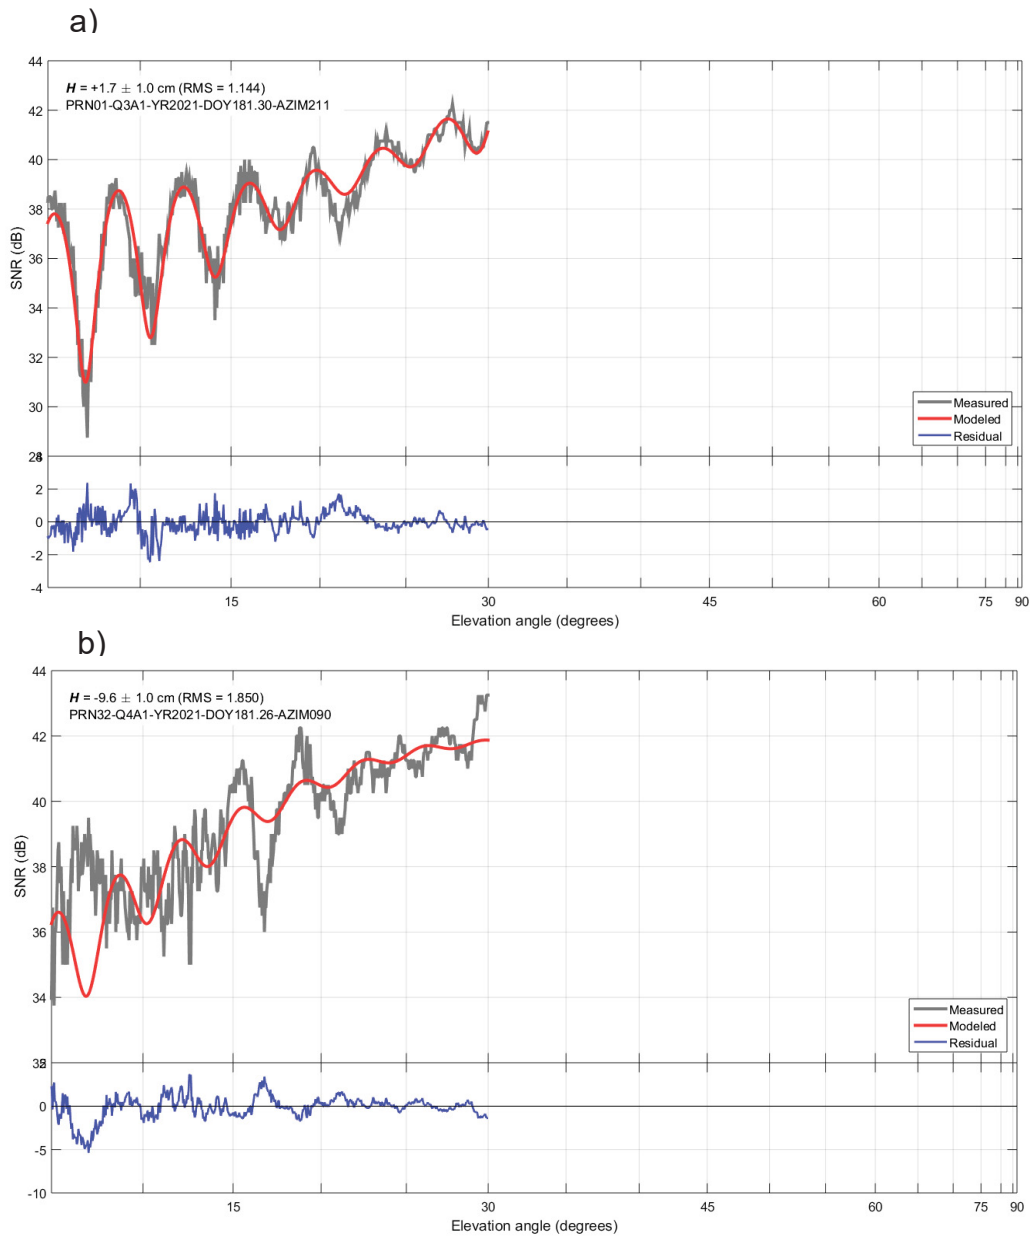 a)
44
H = +1.7 ± 1.0 cm (RMS = 1.144)
PRN01-Q3A1-YR2021-DOY181.30-AZIM211
42
40
38
36
34
32
30
SNR (dB)
Measured
Modeled
Residual
2
0
-2
-4
15 30 45 60 75 90
Elevation angle (degrees)
b)
44
H = -9.6 ± 1.0 cm (RMS = 1.850)
PRN32-Q4A1-YR2021-DOY181.26-AZIM090
42
40
38
36
34
SNR (dB)
Measured
Modeled
Residual
0
-5
-10
15 30 45 60 75 90
Elevation angle (degrees)